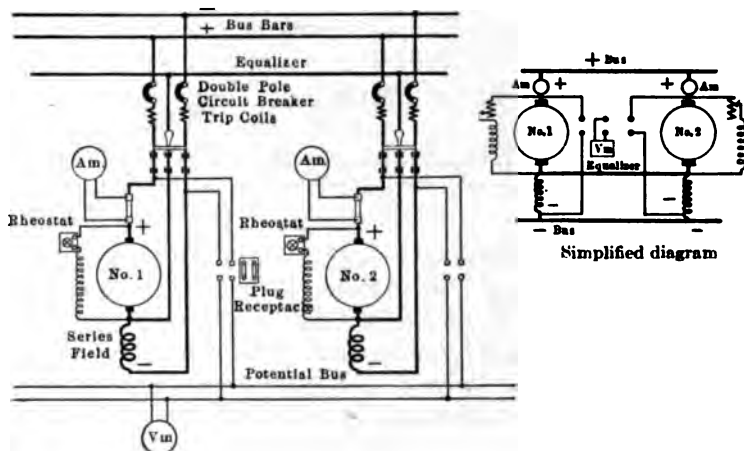 −
+ Bus Bars
Equalizer
Double Pole
Circuit Breaker
Trip Coils
Am
Am
Rheostat
+
Rheostat
+
No. 1
No. 2
Plug
Receptac
Series
Field
−
−
Potential Bus
Vm
+ Bus
Am
+
+
Am
No. 1
No. 2
Vm
Equalizer
−
−
− Bus
−
Simplified diagram